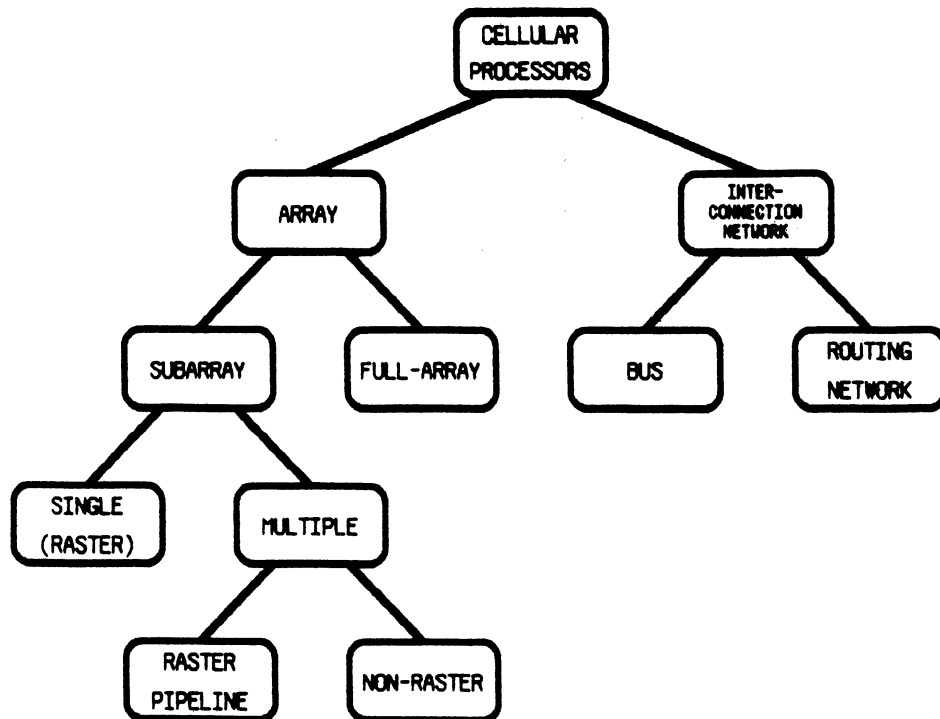 CELLULAR
PROCESSORS
ARRAY
INTER-
CONNECTION
NETWORK
SUBARRAY
FULL-ARRAY
BUS
ROUTING
NETWORK
SINGLE
(RASTER)
MULTIPLE
RASTER
PIPELINE
NON-RASTER